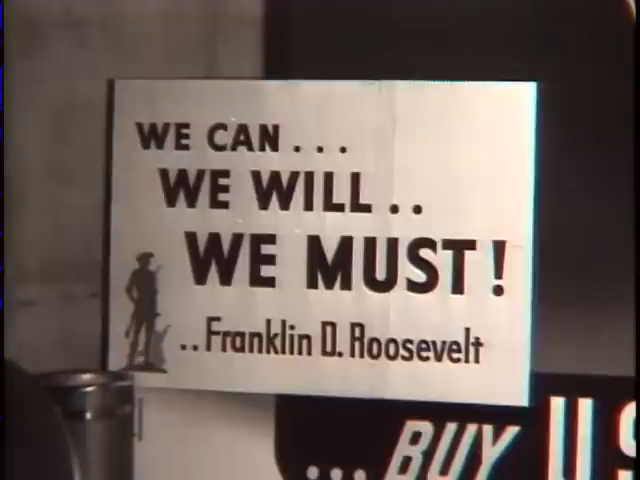 WE CAN...
WE WILL..
WE MUST!
..Franklin D. Roosevelt
...BUY